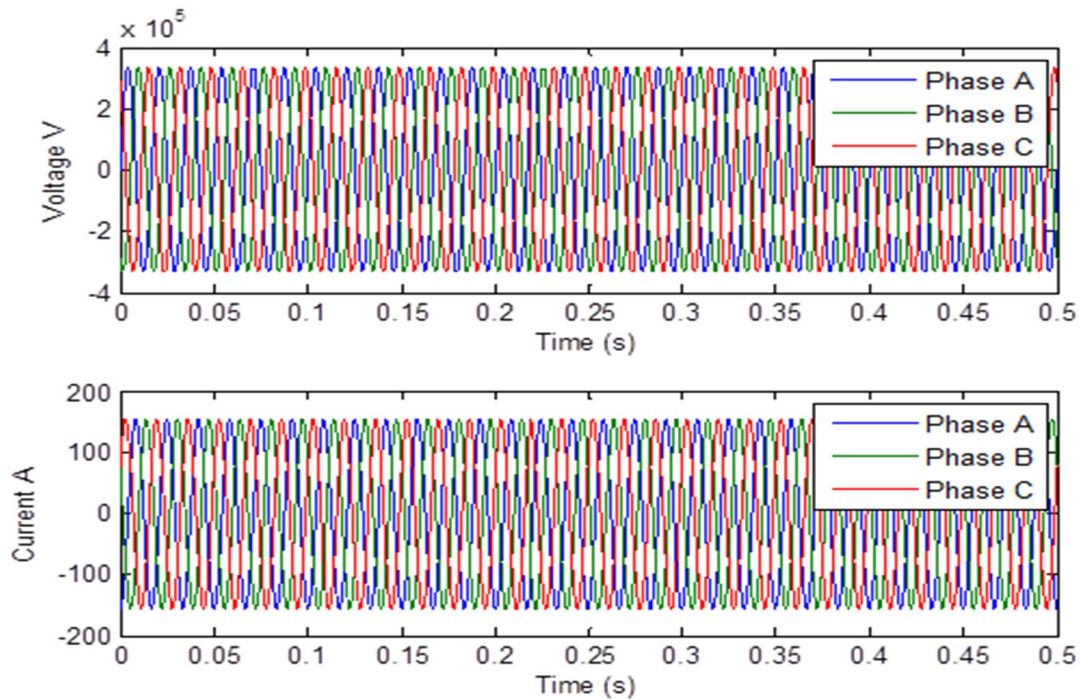 × 10⁵
4
2
0
-2
-4
Voltage V
Phase A
Phase B
Phase C
0 0.05 0.1 0.15 0.2 0.25 0.3 0.35 0.4 0.45 0.5
Time (s)
200
100
0
-100
-200
Current A
Phase A
Phase B
Phase C
0 0.05 0.1 0.15 0.2 0.25 0.3 0.35 0.4 0.45 0.5
Time (s)